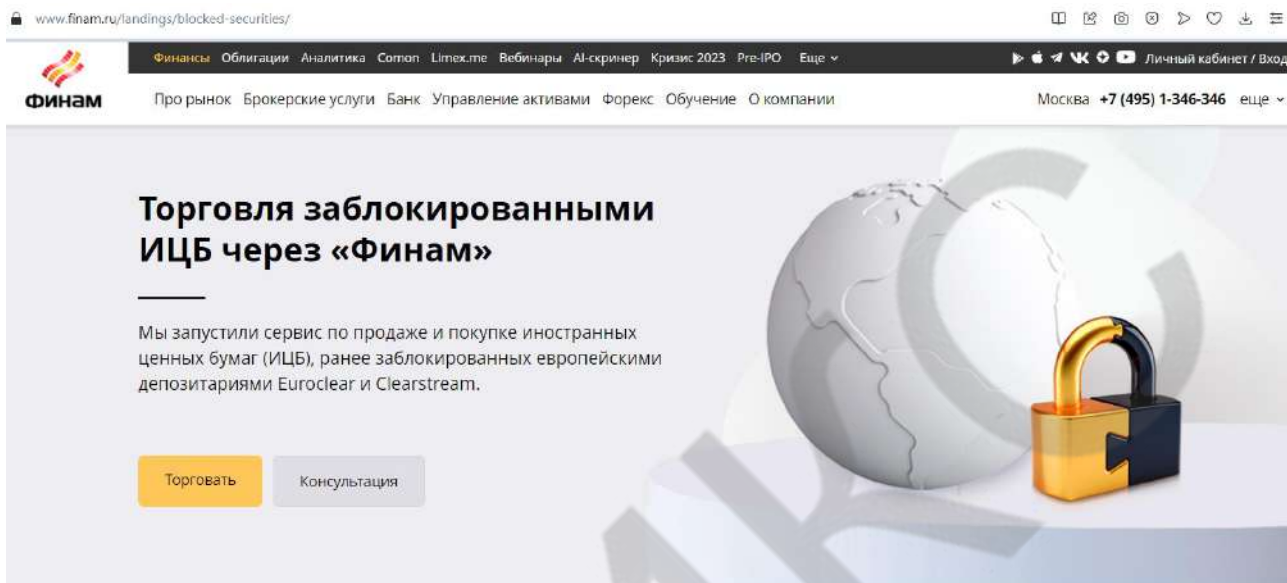 www.finam.ru/landings/blocked-securities/
Финансы Облигации Аналитика Comon Limex.me Вебинары AI-скринер Кризис 2023 Pre-IPO Еще
Личный кабинет / Вход
ФИНАМ
Про рынок Брокерские услуги Банк Управление активами Форекс Обучение О компании
Москва +7 (495) 1-346-346 еще
Торговля заблокированными
ИЦБ через «Финам»
Мы запустили сервис по продаже и покупке иностранных
ценных бумаг (ИЦБ), ранее заблокированных европейскими
депозитариями Euroclear и Clearstream.
Торговать
Консультация